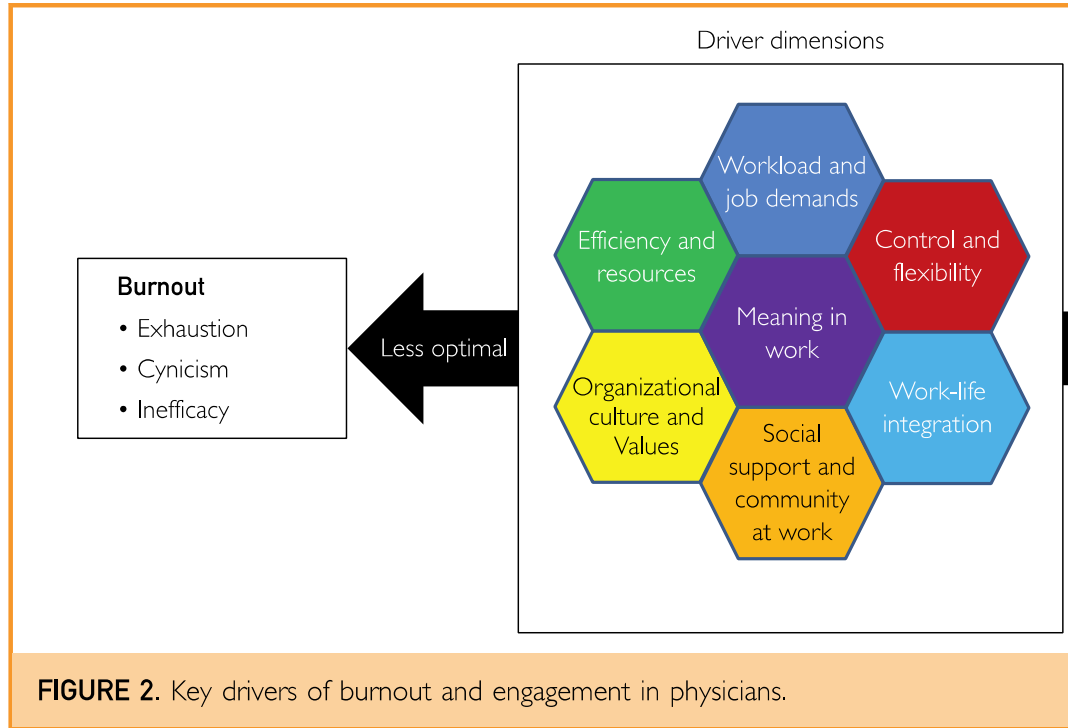 Driver dimensions
Workload and
job demands
Efficiency and
resources
Control and
flexibility
Meaning in
work
Organizational
culture and
Values
Work-life
integration
Social
support and
community
at work
Less optimal
Burnout
• Exhaustion
• Cynicism
• Inefficacy
FIGURE 2. Key drivers of burnout and engagement in physicians.